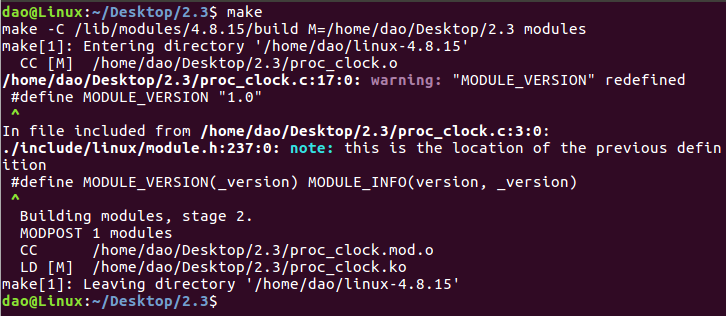 dao@Linux:~/Desktop/2.3$ make
make -C /lib/modules/4.8.15/build M=/home/dao/Desktop/2.3 modules
make[1]: Entering directory '/home/dao/linux-4.8.15'
  CC [M]  /home/dao/Desktop/2.3/proc_clock.o
/home/dao/Desktop/2.3/proc_clock.c:17:0: warning: "MODULE_VERSION" redefined
 #define MODULE_VERSION "1.0"
 ^
In file included from /home/dao/Desktop/2.3/proc_clock.c:3:0:
./include/linux/module.h:237:0: note: this is the location of the previous defin
ition
 #define MODULE_VERSION(_version) MODULE_INFO(version, _version)
 ^
  Building modules, stage 2.
  MODPOST 1 modules
  CC      /home/dao/Desktop/2.3/proc_clock.mod.o
  LD [M]  /home/dao/Desktop/2.3/proc_clock.ko
make[1]: Leaving directory '/home/dao/linux-4.8.15'
dao@Linux:~/Desktop/2.3$